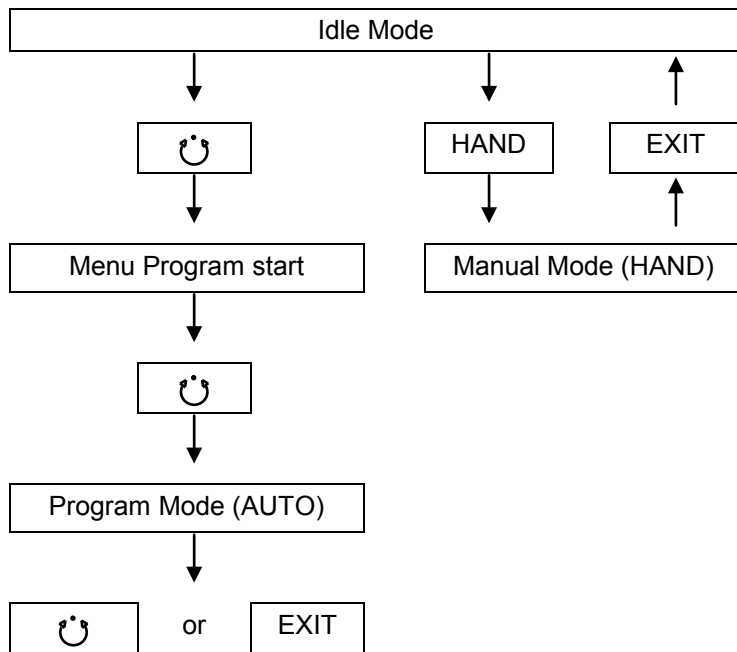 Idle Mode
HAND
EXIT
Menu Program start
Manual Mode (HAND)
Program Mode (AUTO)
or
EXIT